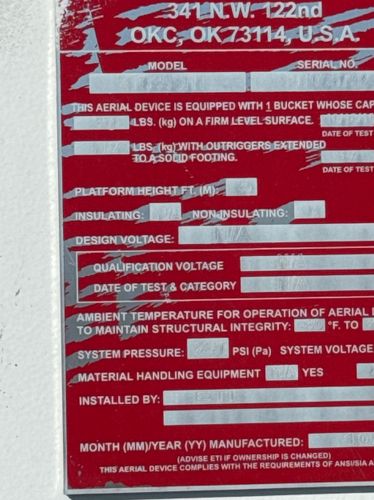 341 N.W. 122nd
OKC, OK 73114, U.S.A.
MODEL SERIAL NO.
THIS AERIAL DEVICE IS EQUIPPED WITH 1 BUCKET WHOSE CAP
LBS. (kg) ON A FIRM LEVEL SURFACE.
DATE OF TEST
LBS. (kg) WITH OUTRIGGERS EXTENDED
TO A SOLID FOOTING.
DATE OF TEST
PLATFORM HEIGHT FT. (M):
INSULATING: NON-INSULATING:
DESIGN VOLTAGE: N/A
QUALIFICATION VOLTAGE
DATE OF TEST & CATEGORY
AMBIENT TEMPERATURE FOR OPERATION OF AERIAL
TO MAINTAIN STRUCTURAL INTEGRITY: °F. TO
SYSTEM PRESSURE: PSI (Pa) SYSTEM VOLTAGE
MATERIAL HANDLING EQUIPMENT N/A YES
INSTALLED BY:
MONTH (MM)/YEAR (YY) MANUFACTURED:
(ADVISE ETI IF OWNERSHIP IS CHANGED)
THIS AERIAL DEVICE COMPLIES WITH THE REQUIREMENTS OF ANSI/SIA A